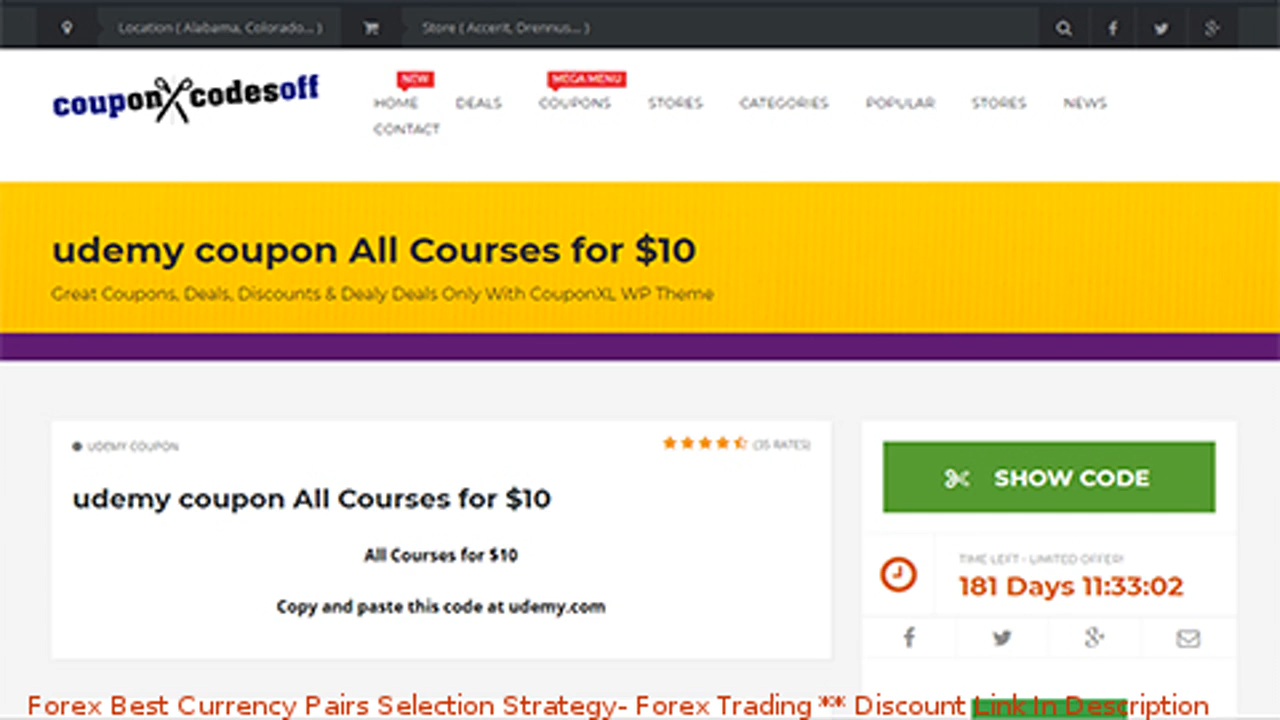 Location ( Alabama, Colorado... )
Store ( Accent, Orennus... )
couponXcodesoff
NEW
MEGA MENU
HOME DEALS COUPONS STORES CATEGORIES POPULAR STORES NEWS
CONTACT
udemy coupon All Courses for $10
Great Coupons, Deals, Discounts & Dealy Deals Only With CouponXL WP Theme
UDEMY COUPON
(35 RATES)
udemy coupon All Courses for $10
All Courses for $10
Copy and paste this code at udemy.com
SHOW CODE
TIME LEFT - LIMITED OFFER!
181 Days 11:33:02
Forex Best Currency Pairs Selection Strategy- Forex Trading ** Discount Link In Description